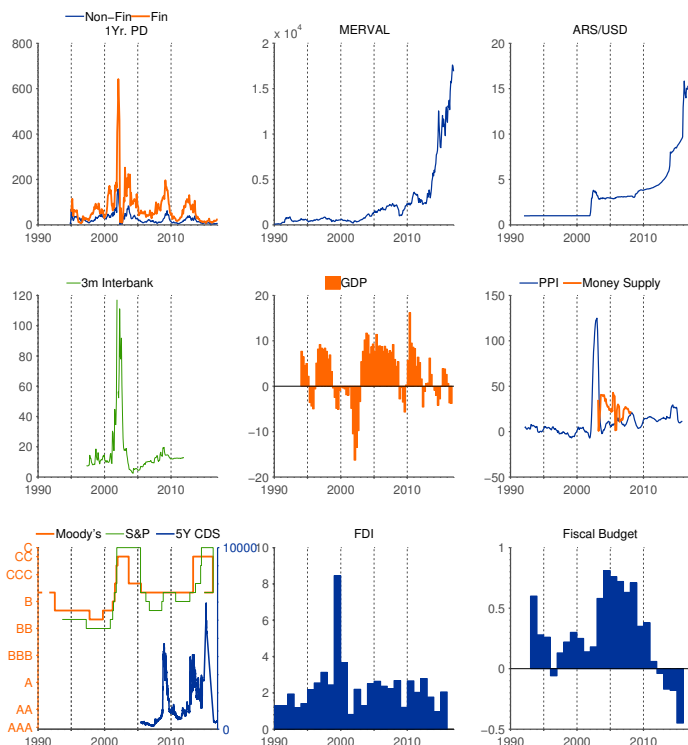 Non-Fin Fin
1Yr. PD
800
600
400
200
0
1990 2000 2010
MERVAL
2 x 10^4
1.5
1
0.5
0
1990 2000 2010
ARS/USD
20
15
10
5
0
1990 2000 2010
3m Interbank
120
100
80
60
40
20
0
1990 2000 2010
GDP
20
10
0
−10
−20
1990 2000 2010
PPI Money Supply
150
100
50
0
−50
1990 2000 2010
Moody's S&P 5Y CDS
C
CC
CCC
B
BB
BBB
A
AA
AAA
10000
0
1990 2000 2010
FDI
10
8
6
4
2
0
1990 2000 2010
Fiscal Budget
1
0.5
0
−0.5
1990 2000 2010